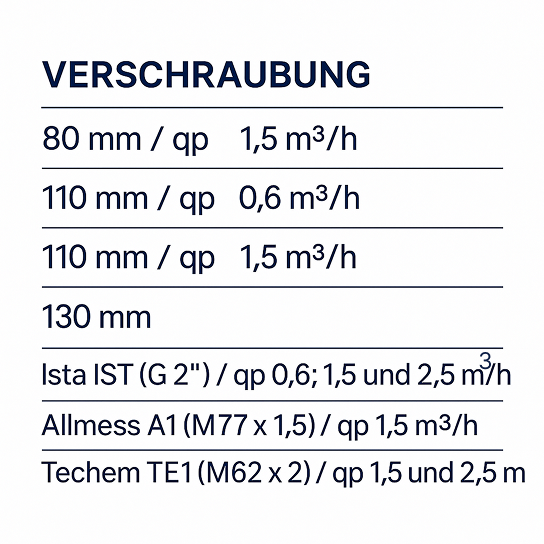 VERSCHRAUBUNG
80 mm / qp 1,5 m³/h
110 mm / qp 0,6 m³/h
110 mm / qp 1,5 m³/h
130 mm
Ista IST (G 2") / qp 0,6; 1,5 und 2,5 m³/h
Allmess A1 (M77 x 1,5) / qp 1,5 m³/h
Techem TE1 (M62 x 2) / qp 1,5 und 2,5 m